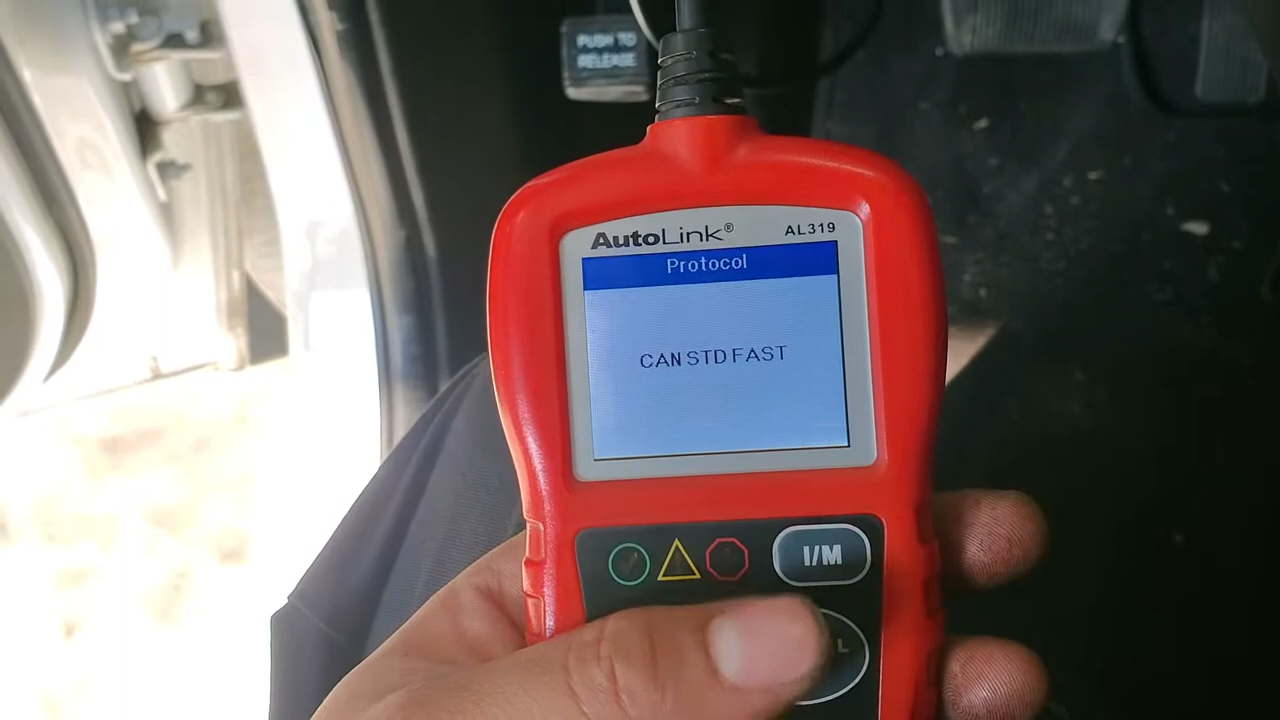 PUSH TO
RELEASE
AutoLink® AL319
Protocol
CAN STD FAST
I/M
L